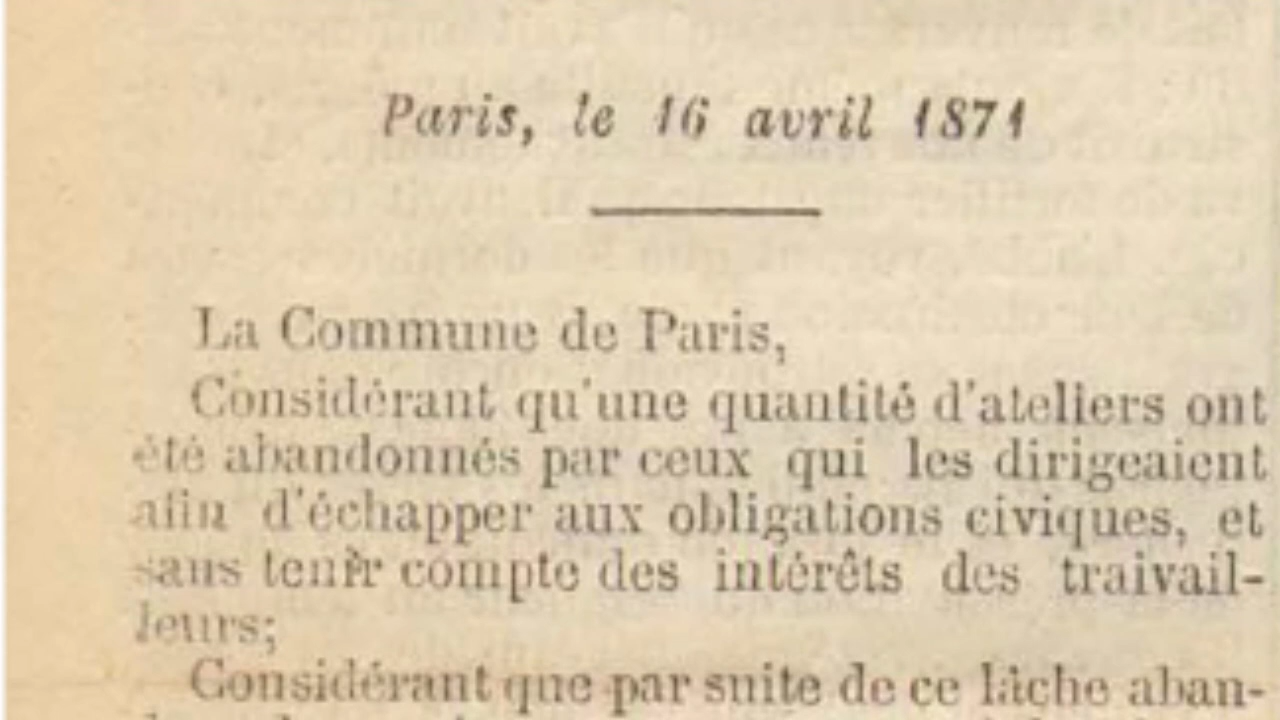 Paris, le 16 avril 1871
La Commune de Paris,
Considérant qu'une quantité d'ateliers ont
été abandonnés par ceux qui les dirigeaient
afin d'échapper aux obligations civiques, et
sans tenir compte des intérêts des traivail-
leurs;
Considérant que par suite de ce lâche aban-